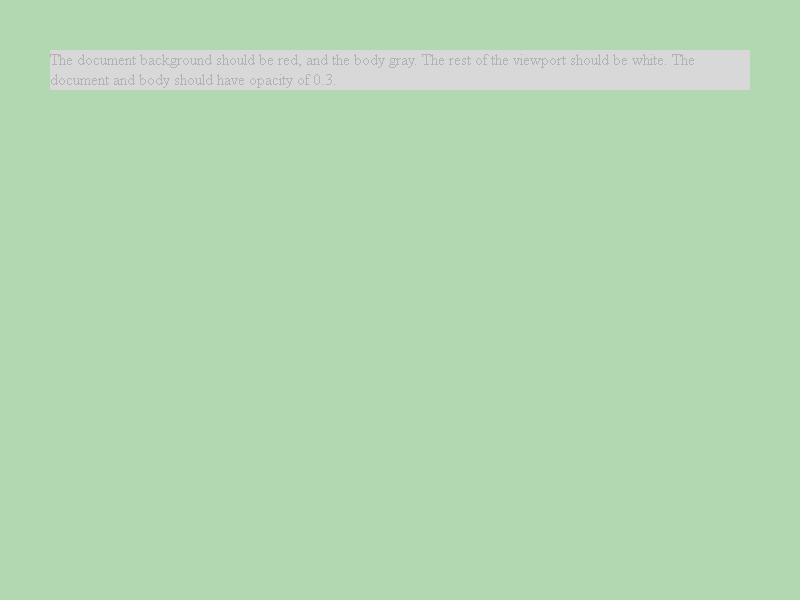 The document background should be red, and the body gray. The rest of the viewport should be white. The
document and body should have opacity of 0.3.